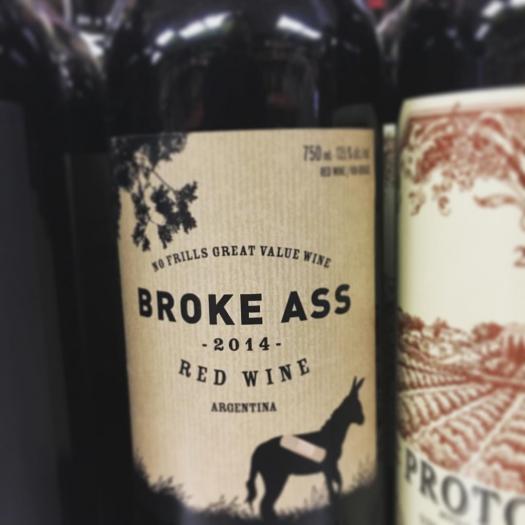 750 ml
RED WINE /
NO FRILLS GREAT VALUE WINE
BROKE ASS
-2014-
RED WINE
ARGENTINA
PROTO